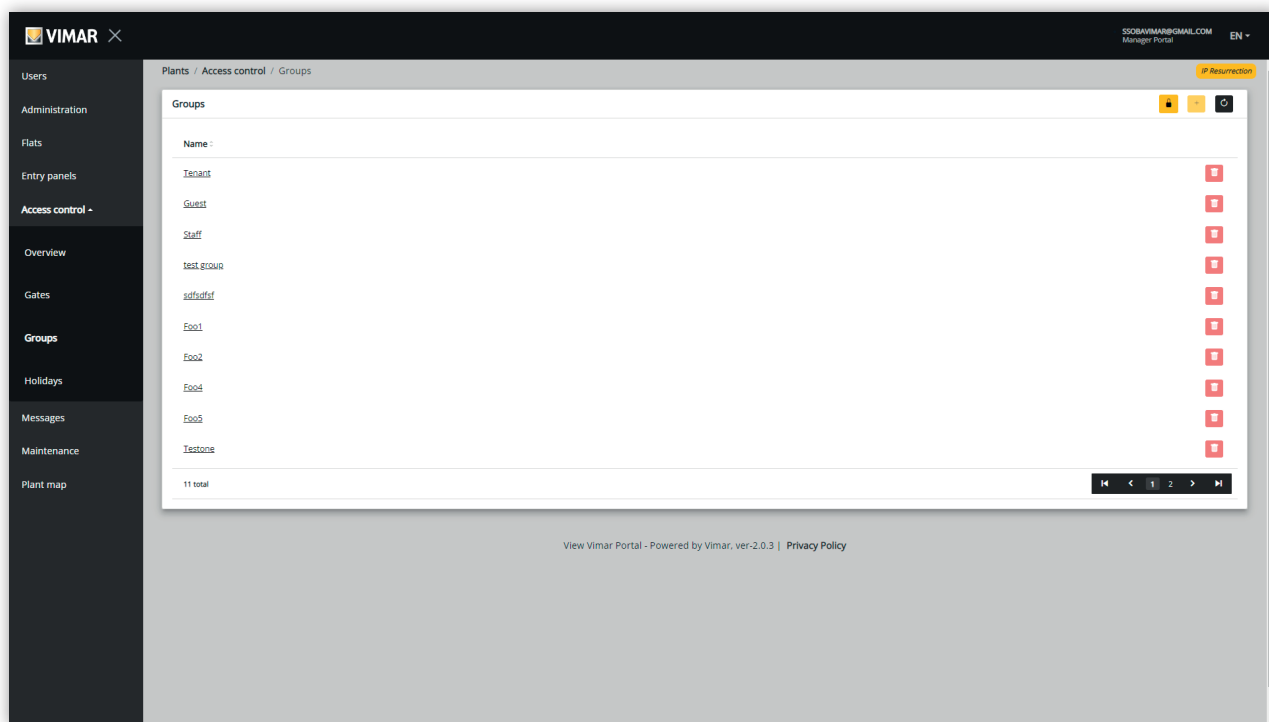 VIMAR
SSOBAVIMAR@GMAIL.COM
Manager Portal
EN
Users
Administration
Flats
Entry panels
Access control
Overview
Gates
Groups
Holidays
Messages
Maintenance
Plant map
Plants / Access control / Groups
IP Resurrection
Groups
Name
Tenant
Guest
Staff
test group
sdfsdfsf
Foo1
Foo2
Foo4
Foo5
Testone
11 total
1 2
View Vimar Portal - Powered by Vimar, ver-2.0.3 | Privacy Policy